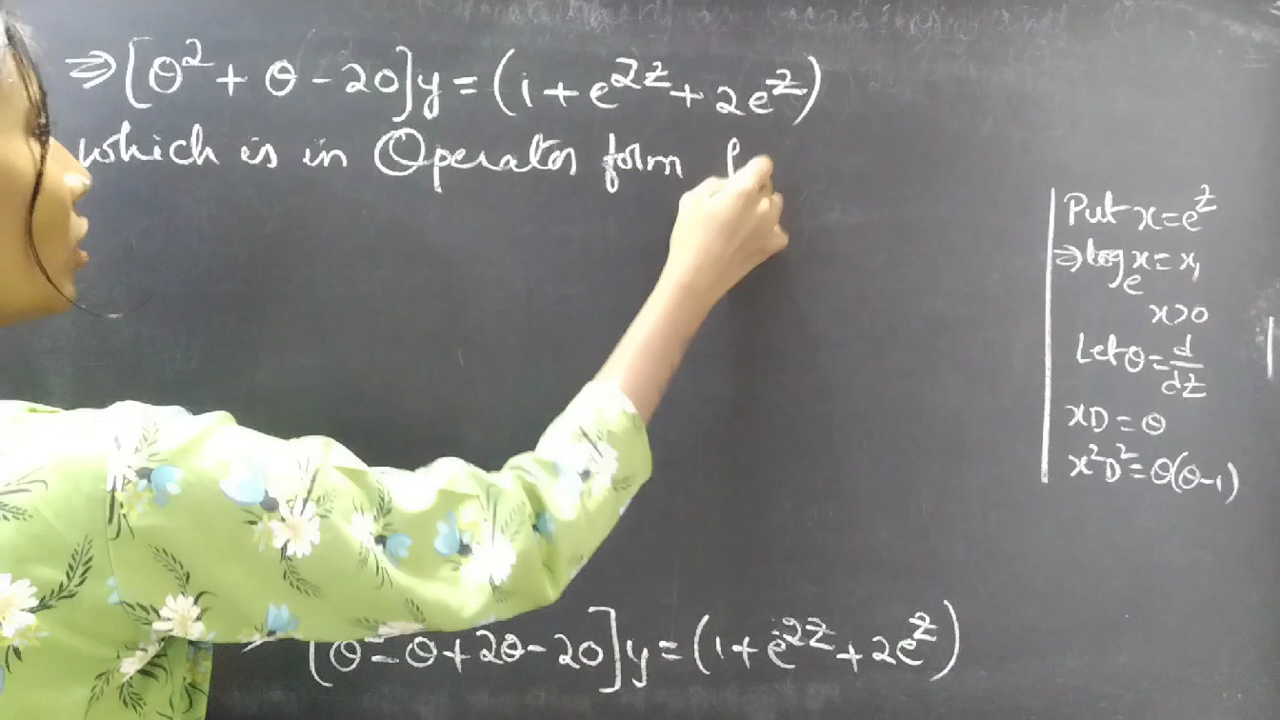 ⇒ [θ² + θ - 20]y = (1 + e^{2z} + 2e^z)
which is in Operator form
Put x = e^z
⇒ log_e x = x,
x > 0
Let θ = d/dz
xD = θ
x²D² = θ(θ-1)
[θ² - θ + 2θ - 20]y = (1 + e^{2z} + 2e^z)